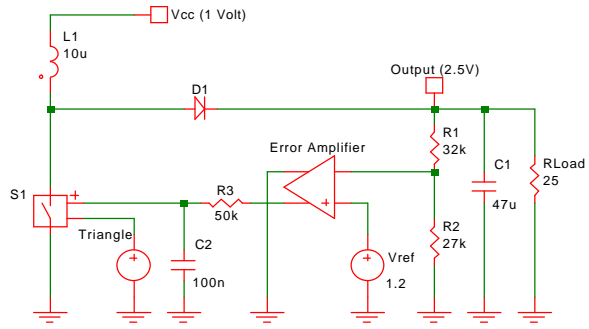 Vcc (1 Volt)
L1
10u
Output (2.5V)
D1
R1
32k
Error Amplifier
C1
47u
RLoad
25
S1
+
R3
50k
+
R2
27k
Triangle
+
C2
100n
+
Vref
1.2